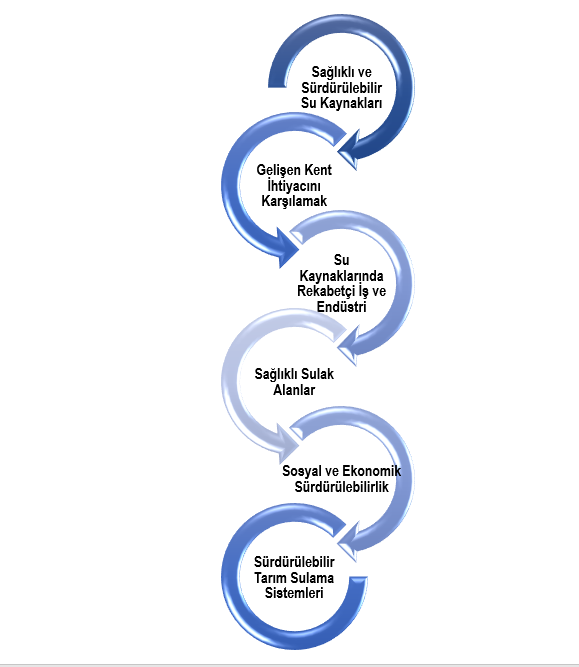 Sağlıklı ve
Sürdürülebilir
Su Kaynakları
Gelişen Kent
İhtiyacını
Karşılamak
Su
Kaynaklarında
Rekabetçi İş ve
Endüstri
Sağlıklı Sulak
Alanlar
Sosyal ve Ekonomik
Sürdürülebilirlik
Sürdürülebilir
Tarım Sulama
Sistemleri